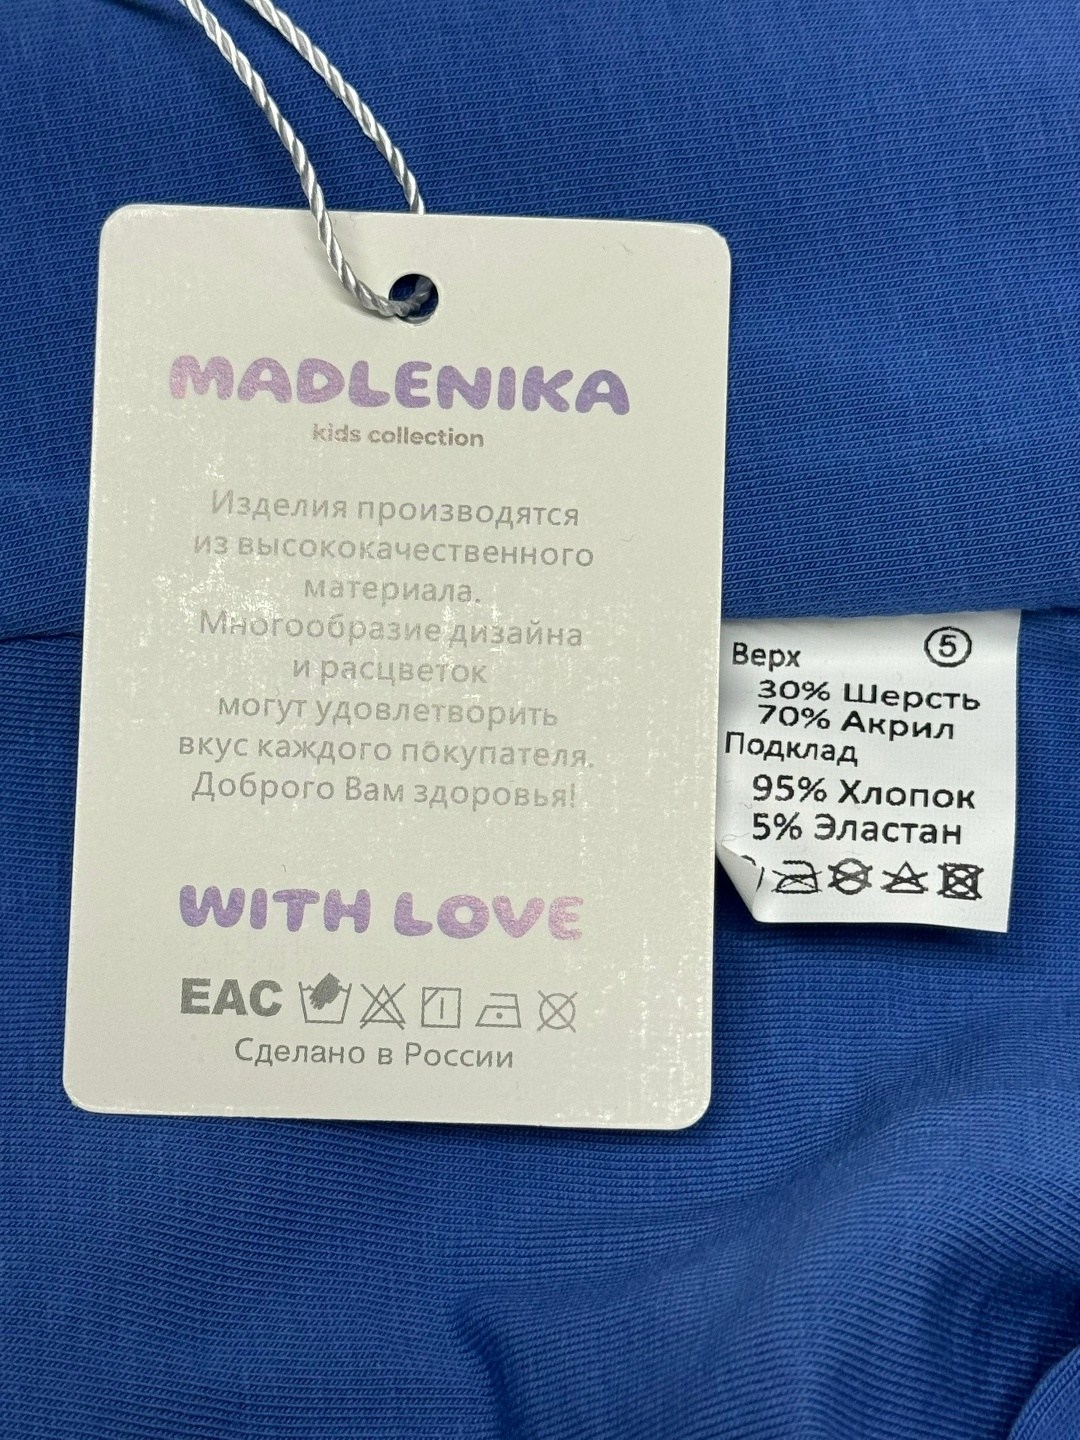 MADLENIKA
kids collection
Изделия производятся
из высококачественного
материала.
Многообразие дизайна
и расцветок
могут удовлетворить
вкус каждого покупателя.
Доброго Вам здоровья!
WITH LOVE
EAC
Сделано в России
Верх 5
30% Шерсть
70% Акрил
Подклад
95% Хлопок
5% Эластан